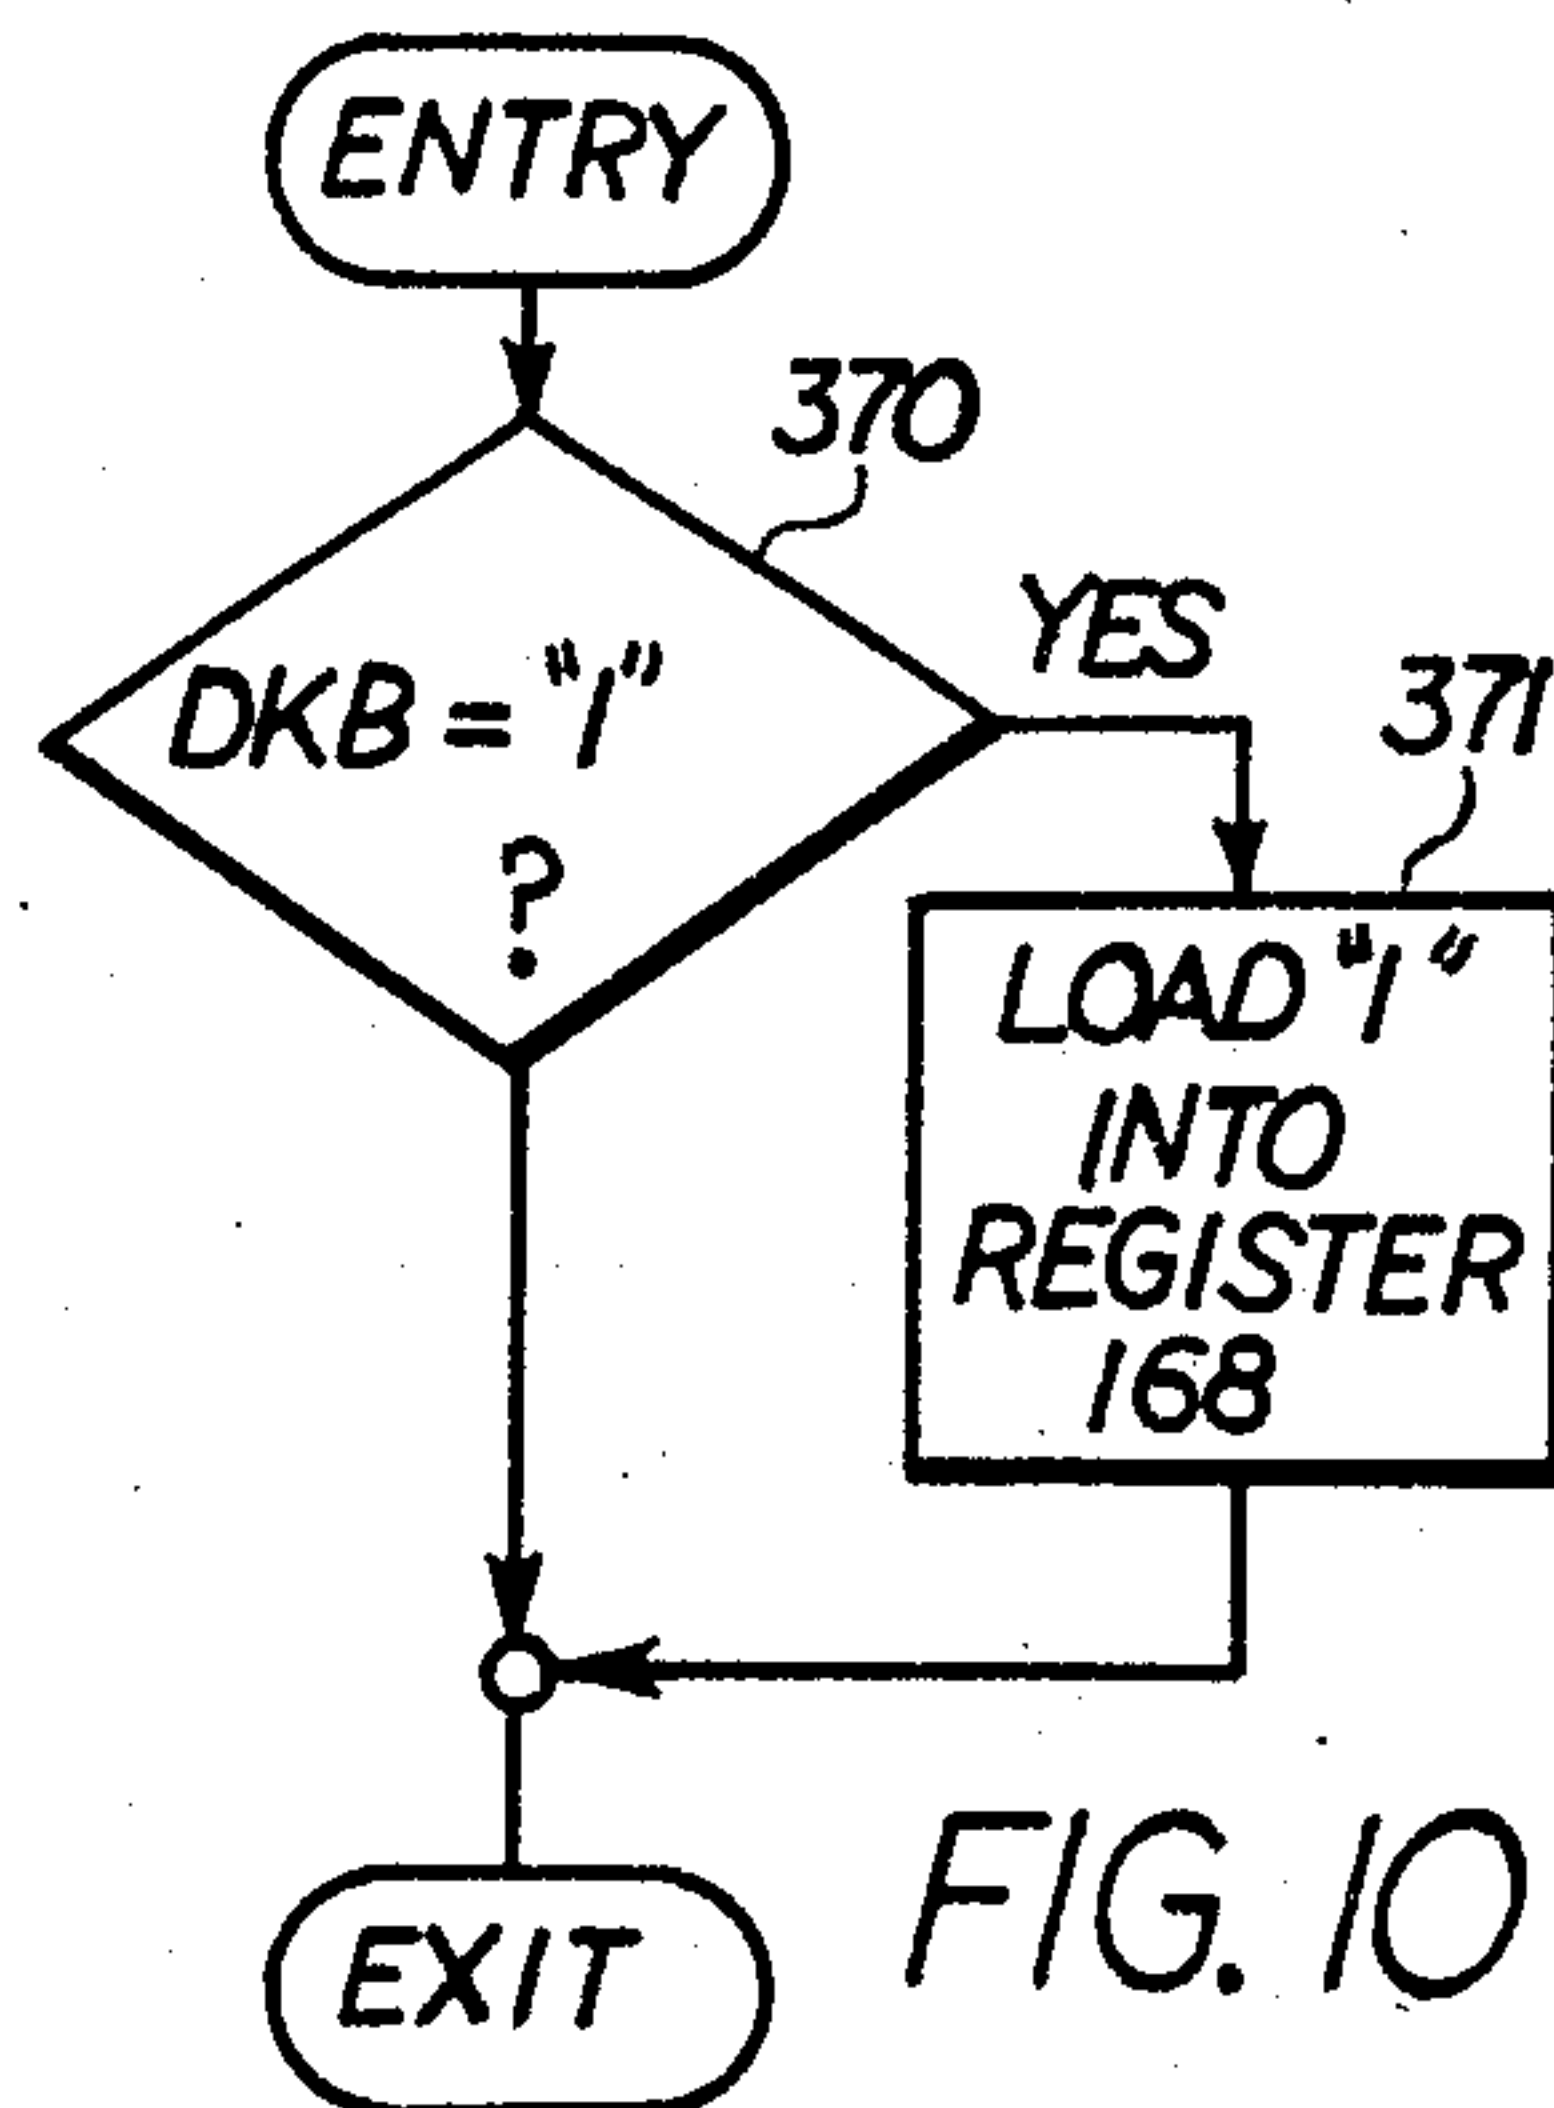 ENTRY
370
DKB = "1"
?
YES
371
LOAD "1"
INTO
REGISTER
168
EXIT
FIG. 10